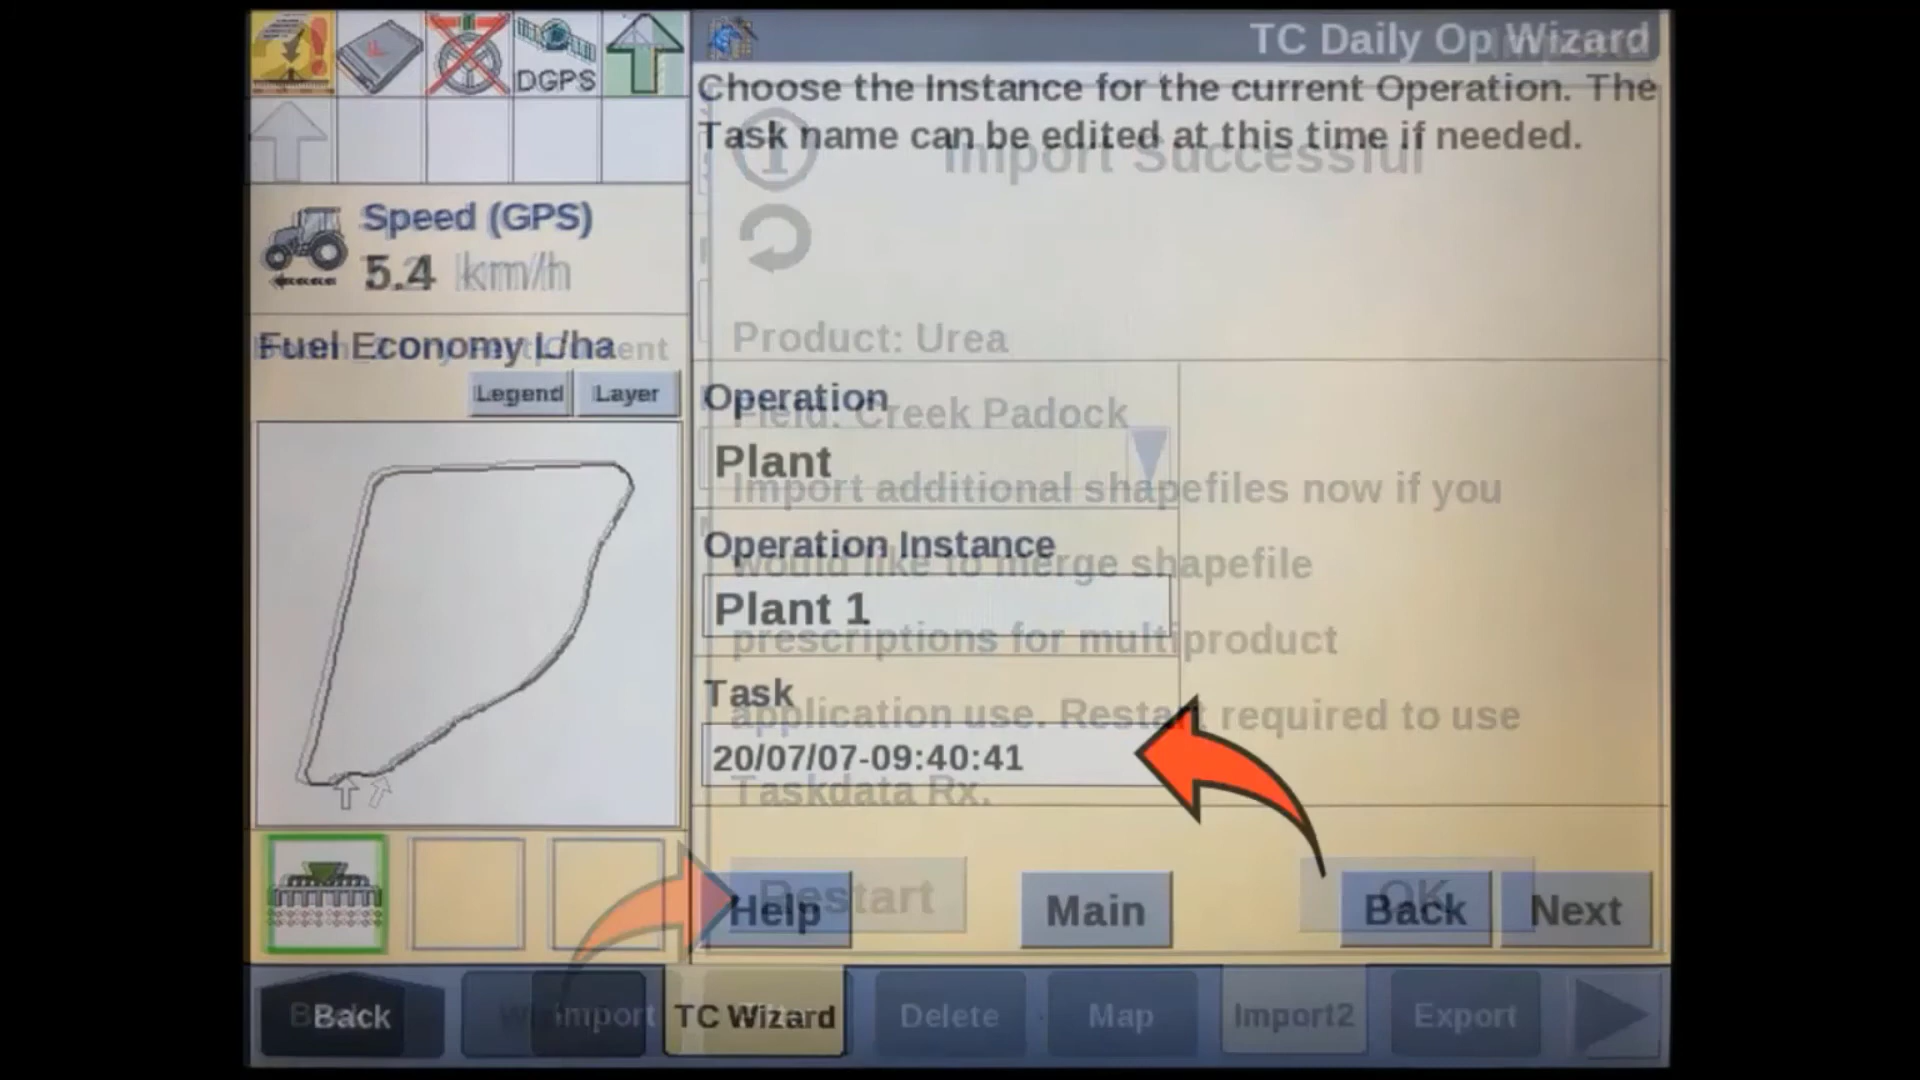 DGPS
TC Daily Op Wizard
Choose the Instance for the current Operation. The
Task name can be edited at this time if needed.
Import Successful
Speed (GPS)
5.4 km/h
Fuel Economy L/ha
Legend
Layer
Product: Urea
Operation
Field: Creek Padock
Plant
Import additional shapefiles now if you
Operation Instance
would like to merge shapefile
Plant 1
prescriptions for multiproduct
Task
application use. Restart required to use
20/07/07-09:40:41
Taskdata Rx.
Restart
OK
Help
Main
Back
Next
Back
Import
TC Wizard
Delete
Map
Import2
Export